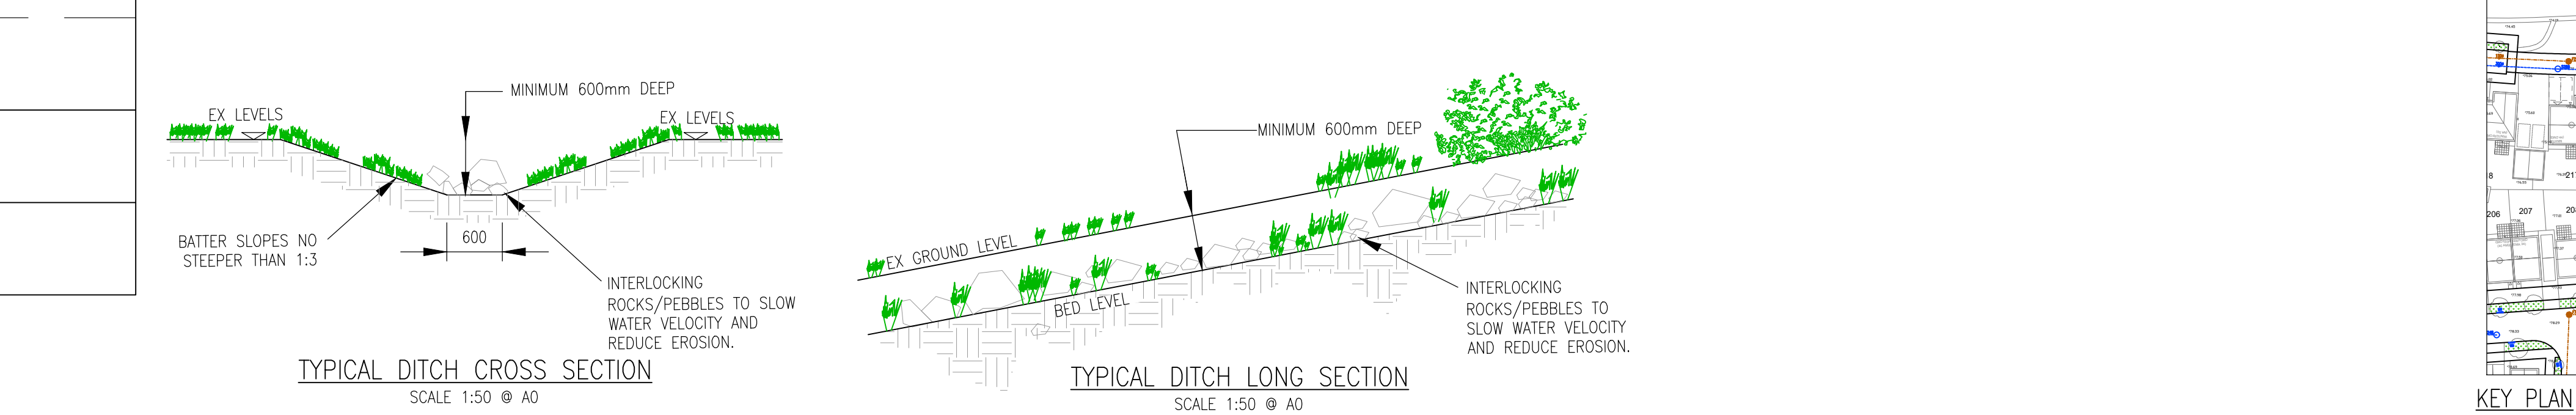 MINIMUM 600mm DEEP
EX LEVELS
EX LEVELS
600
BATTER SLOPES NO
STEEPER THAN 1:3
INTERLOCKING
ROCKS/PEBBLES TO SLOW
WATER VELOCITY AND
REDUCE EROSION.
TYPICAL DITCH CROSS SECTION
SCALE 1:50 @ A0
MINIMUM 600mm DEEP
EX GROUND LEVEL
BED LEVEL
INTERLOCKING
ROCKS/PEBBLES TO
SLOW WATER VELOCITY
AND REDUCE EROSION.
TYPICAL DITCH LONG SECTION
SCALE 1:50 @ A0
206
207
KEY PLAN